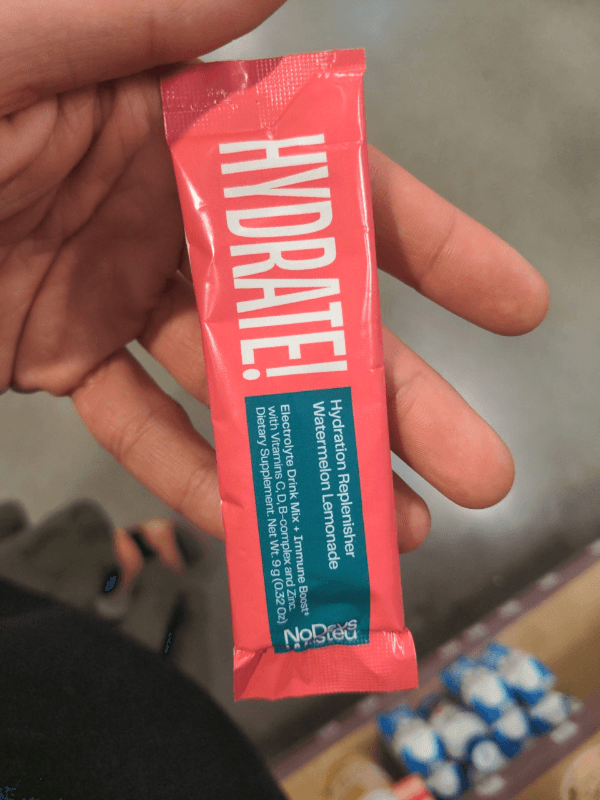 HYDRATE!
Hydration Replenisher
Watermelon Lemonade
Electrolyte Drink Mix + Immune Boost*
with Vitamins C, D, B-complex and Zinc.
Dietary Supplement. Net Wt. 9 g (0.32 Oz)